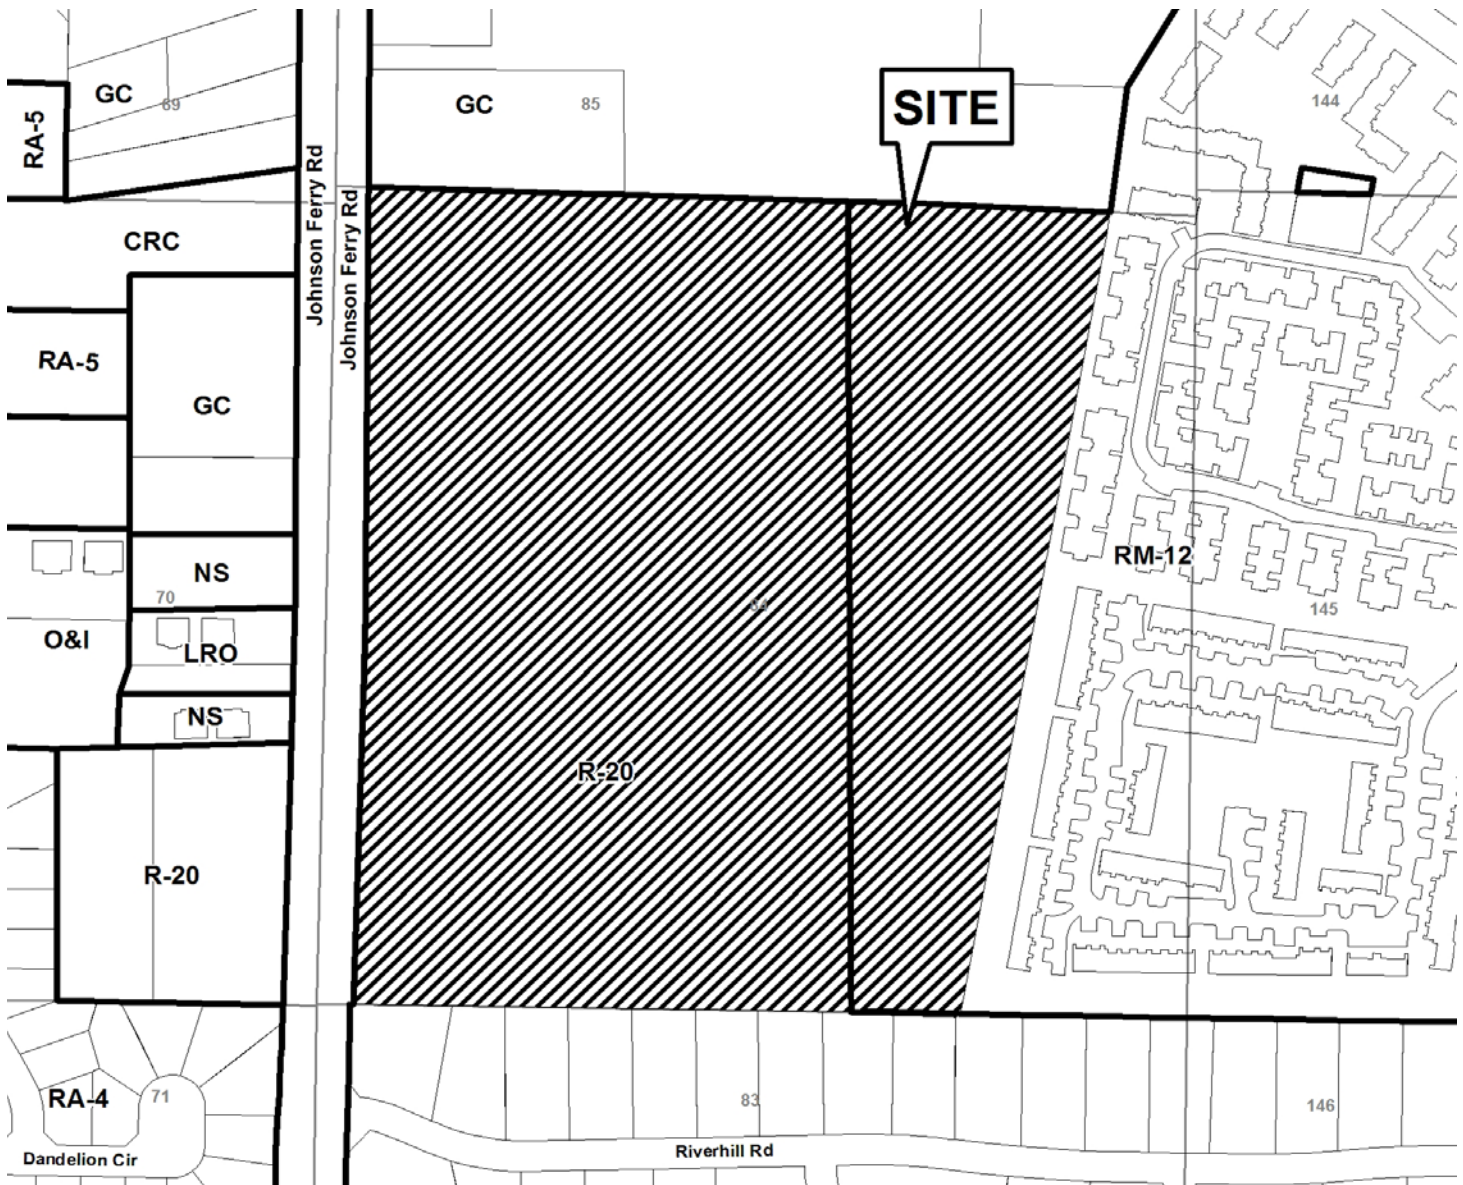 GC
69
RA-5
GC
85
SITE
144
Johnson Ferry Rd
Johnson Ferry Rd
CRC
RA-5
GC
NS
70
O&I
LRO
NS
R-20
R-20
RM-12
145
RA-4
71
Dandelion Cir
83
Riverhill Rd
146